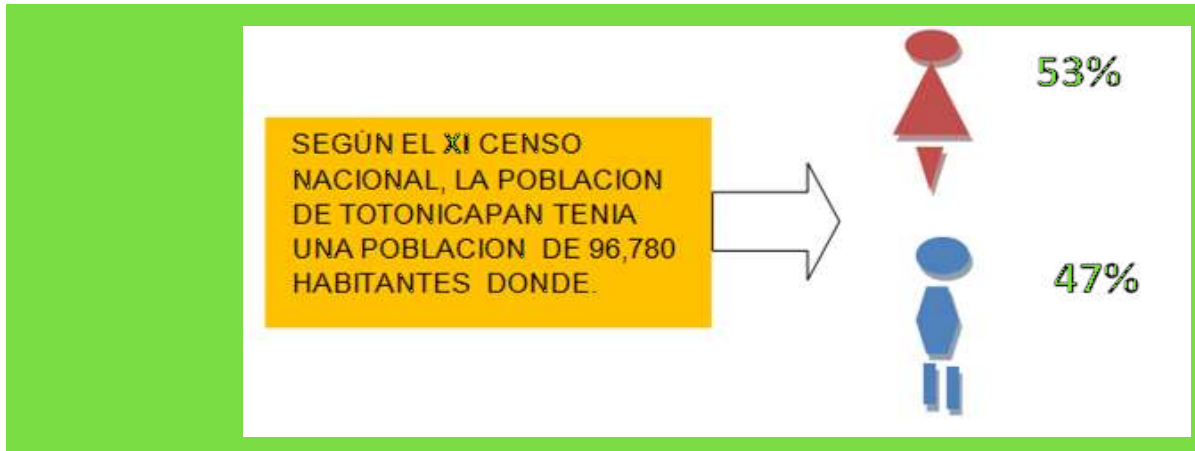 SEGÚN EL XI CENSO
NACIONAL, LA POBLACION
DE TOTONICAPAN TENIA
UNA POBLACION DE 96,780
HABITANTES DONDE.
53%
47%